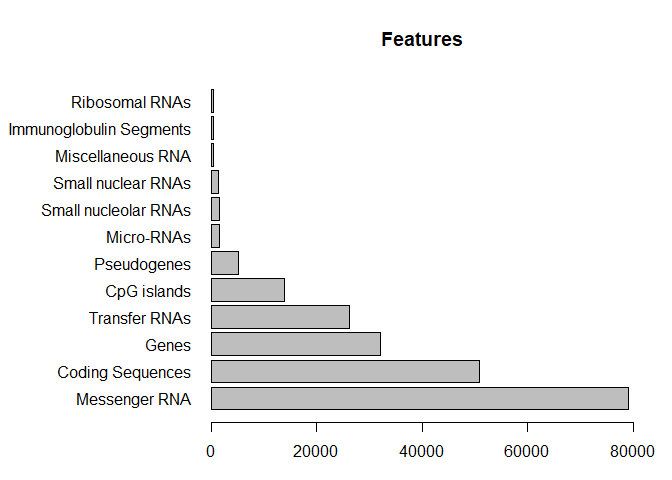 Features
Ribosomal RNAs
Immunoglobulin Segments
Miscellaneous RNA
Small nuclear RNAs
Small nucleolar RNAs
Micro-RNAs
Pseudogenes
CpG islands
Transfer RNAs
Genes
Coding Sequences
Messenger RNA
0 20000 40000 60000 80000